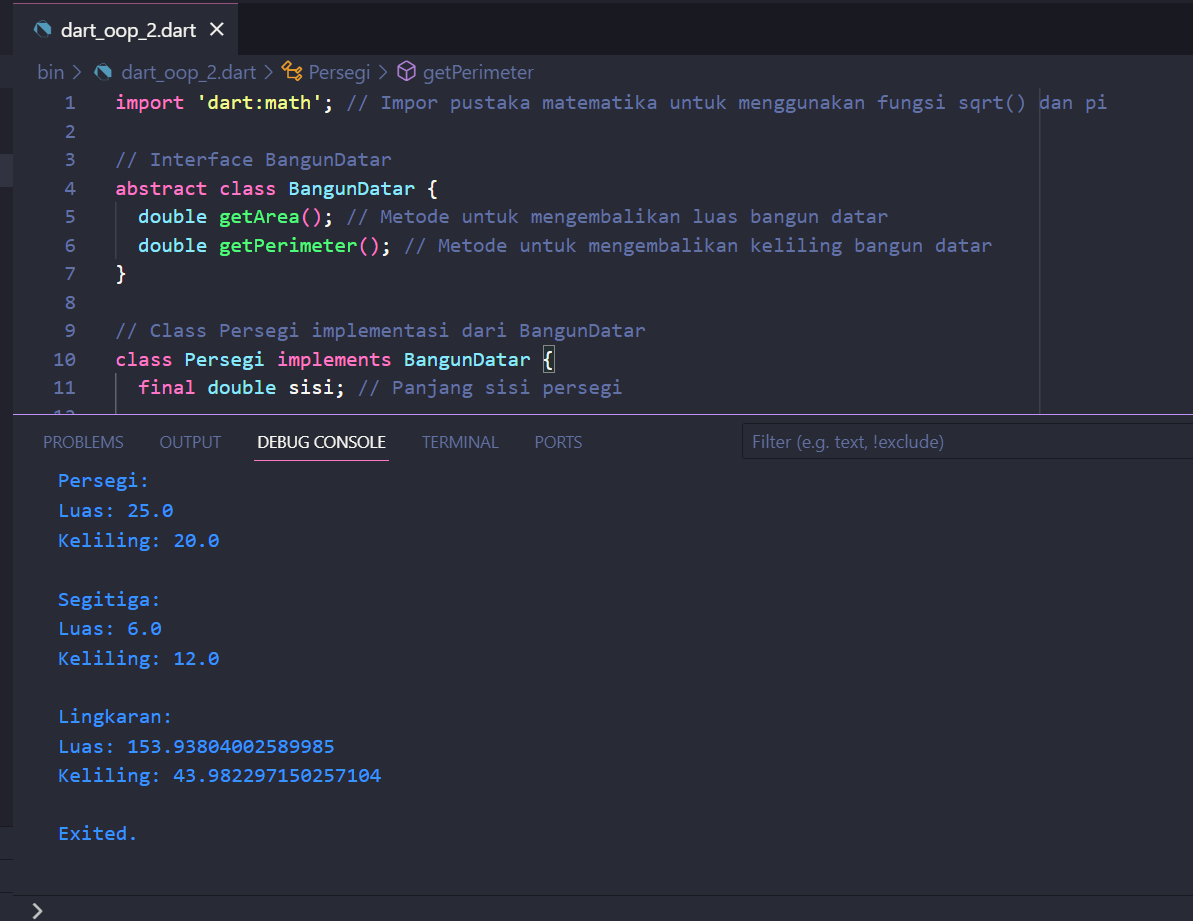 dart_oop_2.dart
bin > dart_oop_2.dart > Persegi > getPerimeter
1 import 'dart:math'; // Impor pustaka matematika untuk menggunakan fungsi sqrt() dan pi
2
3 // Interface BangunDatar
4 abstract class BangunDatar {
5 double getArea(); // Metode untuk mengembalikan luas bangun datar
6 double getPerimeter(); // Metode untuk mengembalikan keliling bangun datar
7 }
8
9 // Class Persegi implementasi dari BangunDatar
10 class Persegi implements BangunDatar {
11 final double sisi; // Panjang sisi persegi
12
PROBLEMS OUTPUT DEBUG CONSOLE TERMINAL PORTS Filter (e.g. text, !exclude)
Persegi:
Luas: 25.0
Keliling: 20.0
Segitiga:
Luas: 6.0
Keliling: 12.0
Lingkaran:
Luas: 153.93804002589985
Keliling: 43.982297150257104
Exited.
>